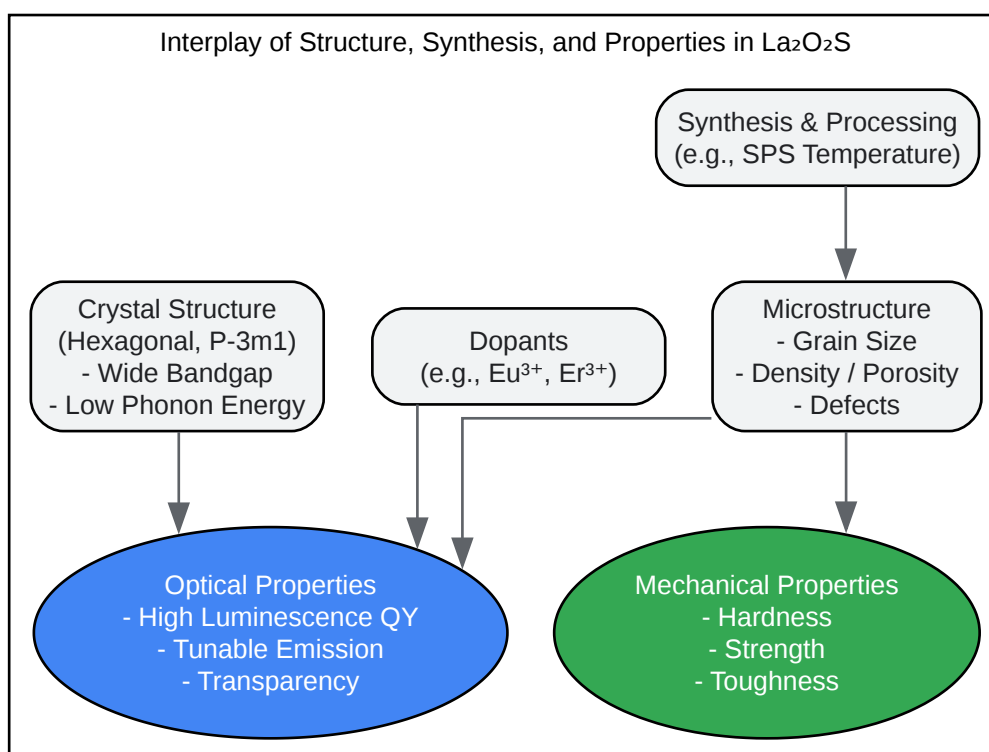 Interplay of Structure, Synthesis, and Properties in La₂O₂S
Synthesis & Processing
(e.g., SPS Temperature)
Crystal Structure
(Hexagonal, P-3m1)
- Wide Bandgap
- Low Phonon Energy
Dopants
(e.g., Eu³⁺, Er³⁺)
Microstructure
- Grain Size
- Density / Porosity
- Defects
Optical Properties
- High Luminescence QY
- Tunable Emission
- Transparency
Mechanical Properties
- Hardness
- Strength
- Toughness